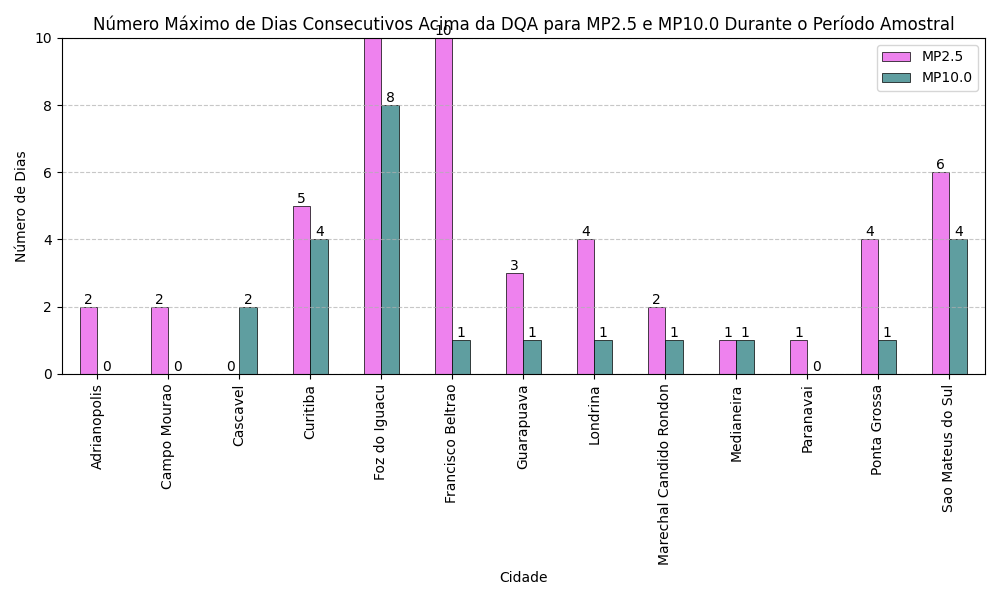 Número Máximo de Dias Consecutivos Acima da DQA para MP2.5 e MP10.0 Durante o Período Amostral
MP2.5
MP10.0
Número de Dias
10
8
6
4
2
0
2
0
2
0
0
2
5
4
8
10
1
3
1
4
1
2
1
1
1
1
0
4
1
6
4
Adrianopolis
Campo Mourao
Cascavel
Curitiba
Foz do Iguacu
Francisco Beltrao
Guarapuava
Londrina
Marechal Candido Rondon
Medianeira
Paranavai
Ponta Grossa
Sao Mateus do Sul
Cidade